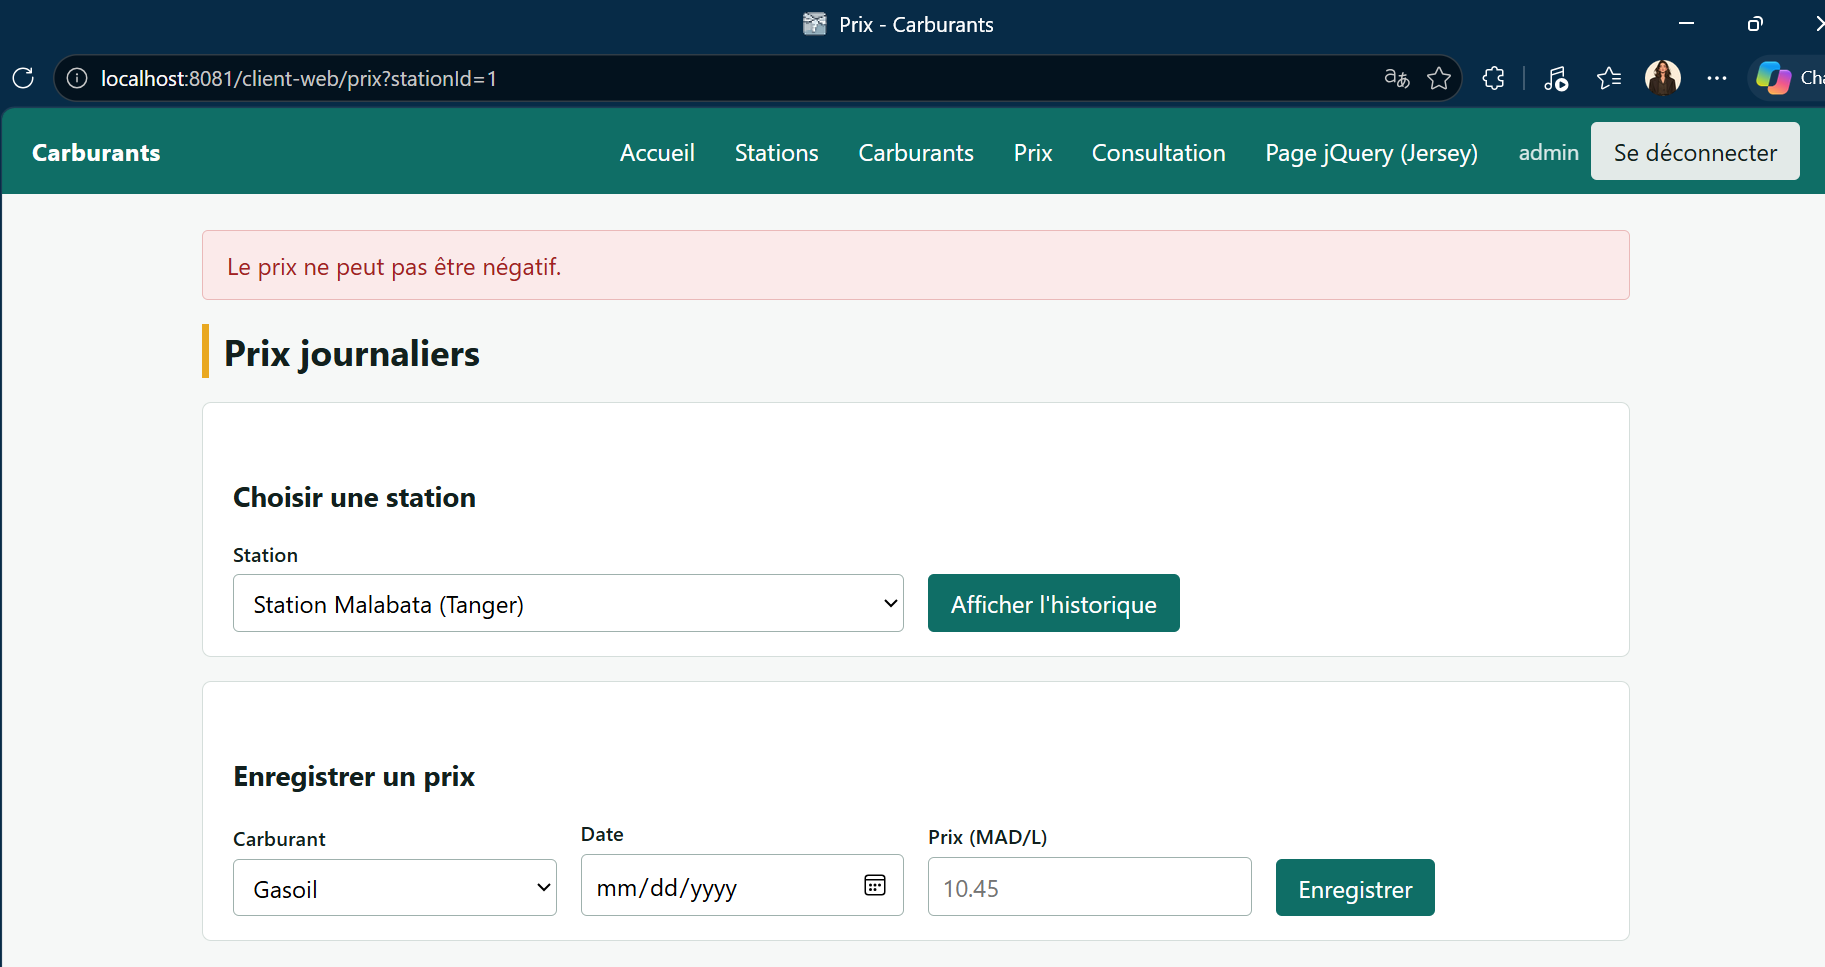 Prix - Carburants
localhost:8081/client-web/prix?stationId=1
Carburants
Accueil
Stations
Carburants
Prix
Consultation
Page jQuery (Jersey)
admin
Se déconnecter
Le prix ne peut pas être négatif.
Prix journaliers
Choisir une station
Station
Station Malabata (Tanger)
Afficher l'historique
Enregistrer un prix
Carburant
Date
Prix (MAD/L)
Gasoil
mm/dd/yyyy
10.45
Enregistrer